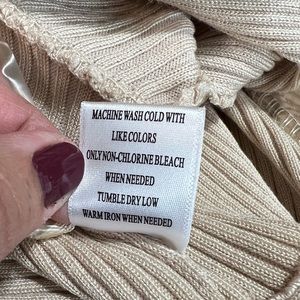 MACHINE WASH COLD WITH
LIKE COLORS
ONLY NON-CHLORINE BLEACH
WHEN NEEDED
TUMBLE DRY LOW
WARM IRON WHEN NEEDED